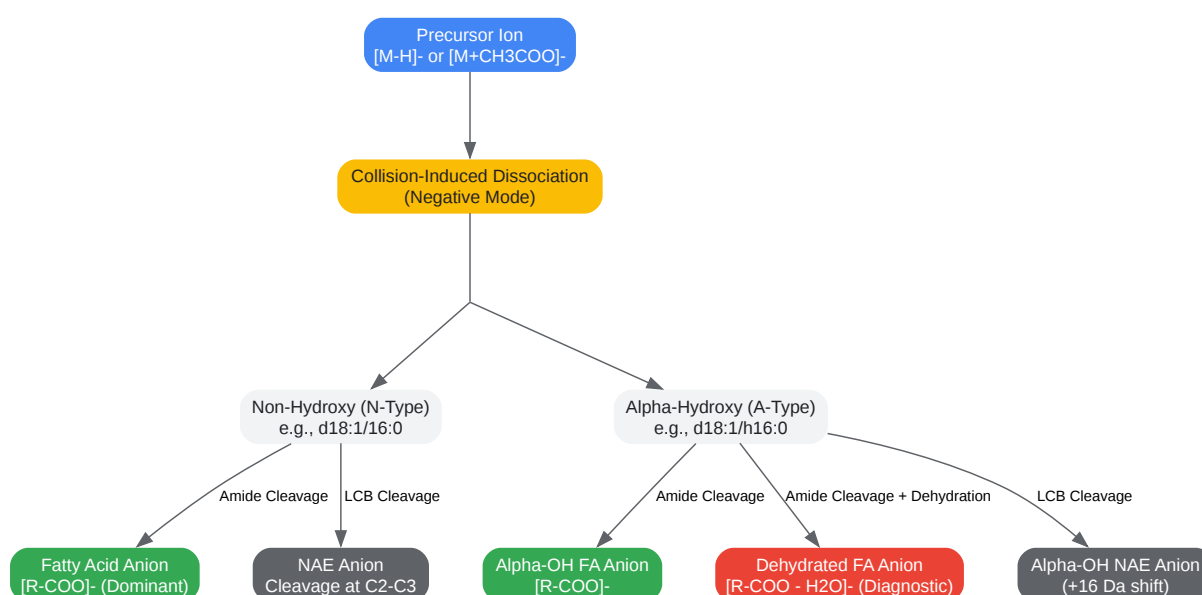 Precursor Ion
[M-H]- or [M+CH3COO]-
Collision-Induced Dissociation
(Negative Mode)
Non-Hydroxy (N-Type)
e.g., d18:1/16:0
Alpha-Hydroxy (A-Type)
e.g., d18:1/h16:0
Amide Cleavage
LCB Cleavage
Amide Cleavage
Amide Cleavage + Dehydration
LCB Cleavage
Fatty Acid Anion
[R-COO]- (Dominant)
NAE Anion
Cleavage at C2-C3
Alpha-OH FA Anion
[R-COO]-
Dehydrated FA Anion
[R-COO - H2O]- (Diagnostic)
Alpha-OH NAE Anion
(+16 Da shift)